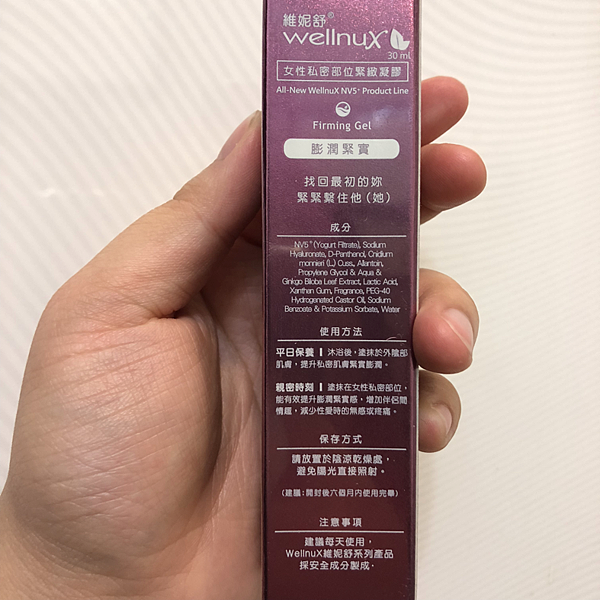 維妮舒®
wellnux
30 ml
女性私密部位緊緻凝膠
All-New WellnuX NV5+ Product Line
Firming Gel
膨潤緊實
找回最初的妳
緊緊繫住他(她)
成分
NV5+(Yogurt Filtrate), Sodium
Hyaluronate, D-Panthenol, Cnidium
monnieri (L.) Cuss., Allantoin,
Propylene Glycol & Aqua &
Ginkgo Biloba Leaf Extract, Lactic Acid,
Xanthan Gum, Fragrance, PEG-40
Hydrogenated Castor Oil, Sodium
Benzoate & Potassium Sorbate, Water
使用方法
平日保養 | 沐浴後,塗抹於外陰部
肌膚,提升私密肌膚緊實膨潤。
親密時刻 | 塗抹在女性私密部位,
能有效提升膨潤緊實感,增加伴侶間
情趣,減少性愛時的無感或疼痛。
保存方式
請放置於陰涼乾燥處,
避免陽光直接照射。
(建議:開封後六個月內使用完畢)
注意事項
建議每天使用,
WellnuX維妮舒系列產品
採安全成分製成,